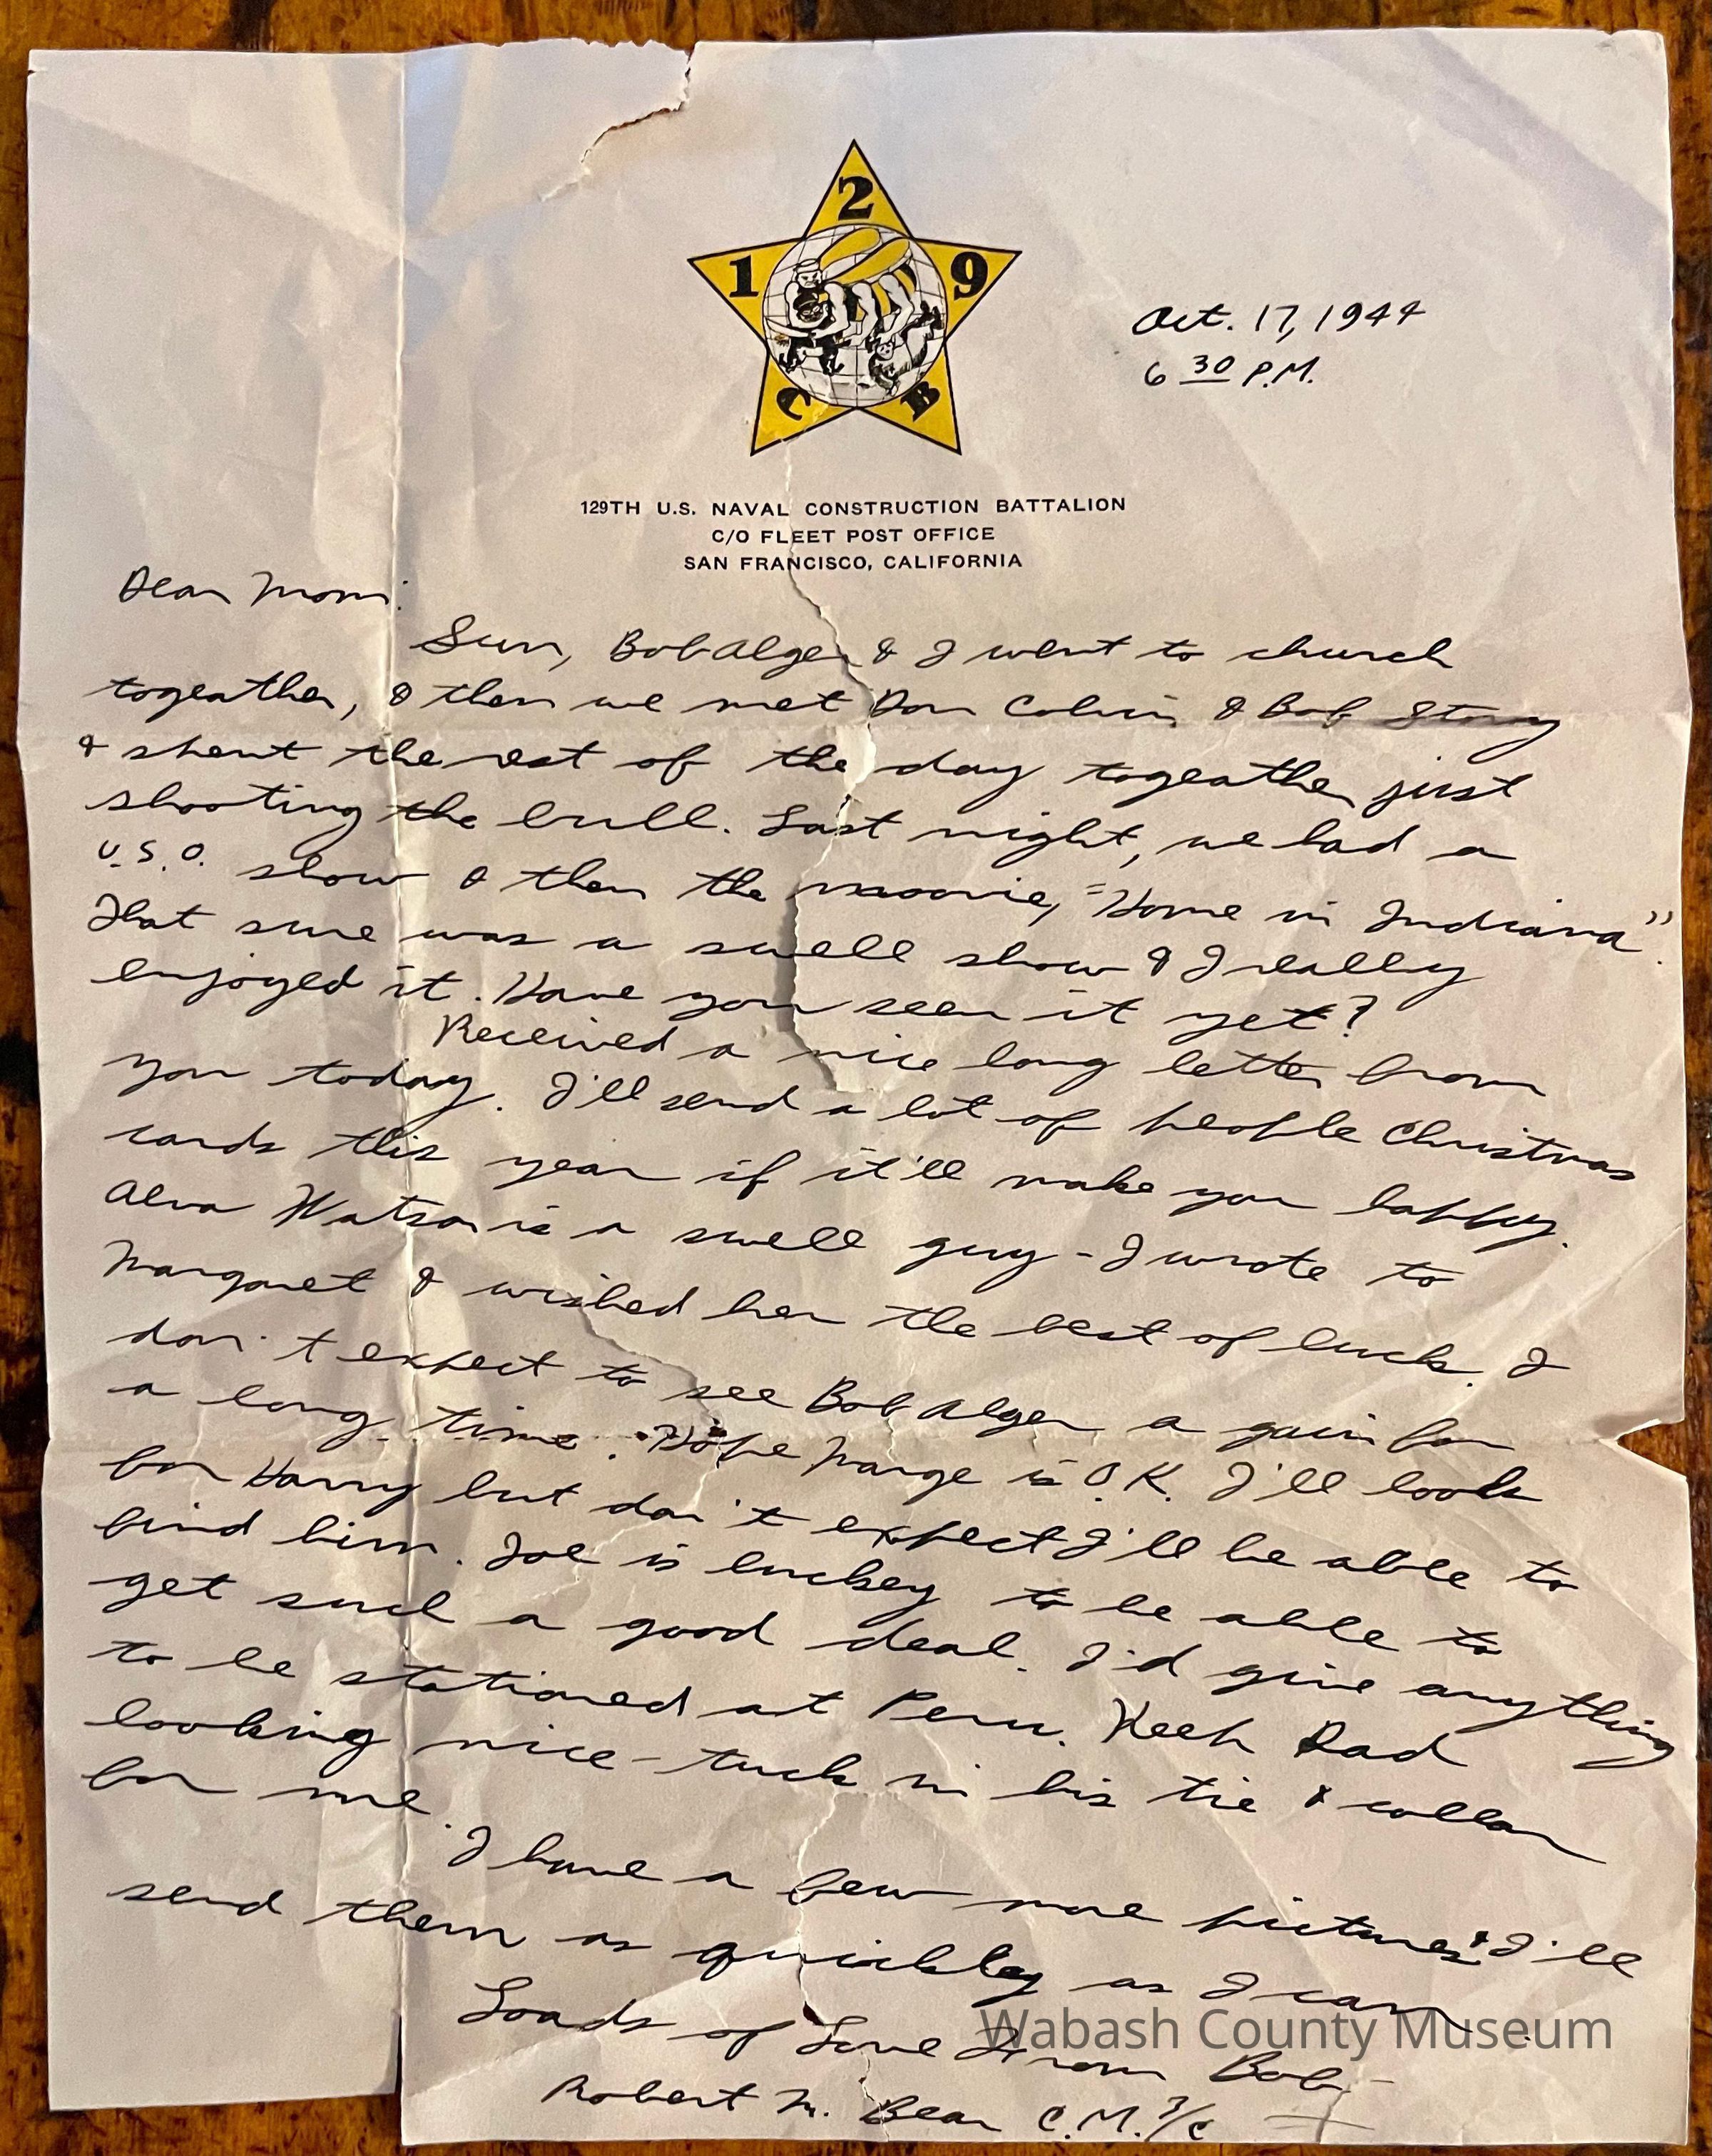 2
1 9
C B
Oct. 17, 1944
6 30 P.M.
129TH U.S. NAVAL CONSTRUCTION BATTALION
C/O FLEET POST OFFICE
SAN FRANCISCO, CALIFORNIA
Dear Mom:
Sun, Bob Alger & I went to church
togeather, & then we met Don Colvin & Bob Story
& spent the rest of the day togeather just
shooting the bull. Last night, we had a
U.S.O. show & then the moovie, "Home in Indiana".
That sure was a swell show & I really
enjoyed it. Have you seen it yet?
Received a nice long letter from
you today. I'll send a lot of people Christmas
cards this year if it'll make you happy.
Alva Watson is a swell guy - I wrote to
Margaret & wished her the best of luck. I
don't expect to see Bob Alger a gain for
a long time. Hope Marge is O.K. I'll look
for Harry but don't expect I'll be able to
find him. Joe is luckey to be able to
get such a good deal. I'd give anything
to be stationed at Peru. Keep Dad
looking nice - tuck in his tie & collar
for me.
I have a few more pictures & I'll
send them as quickley as I can
Loads of Love From Bob
Robert M. Bear C.M. 3/c
Wabash County Museum